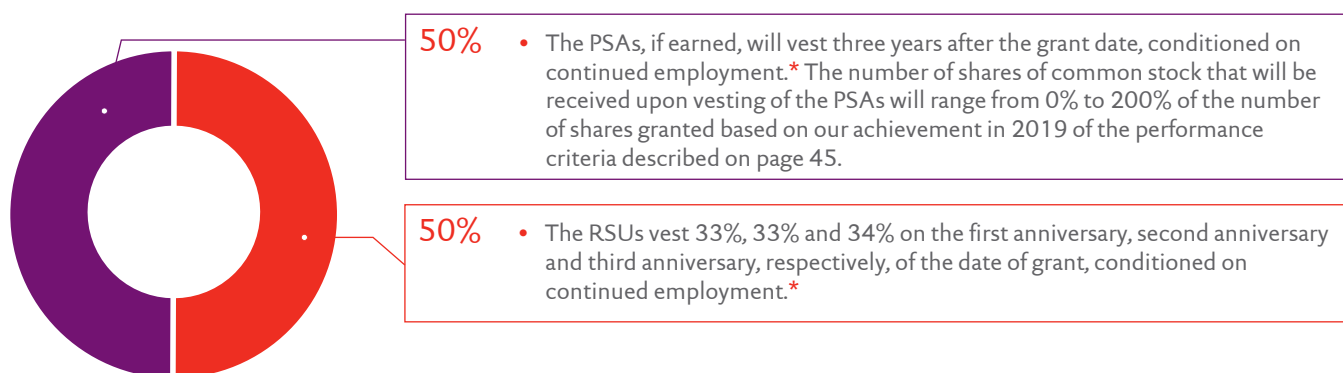 50%
• The PSAs, if earned, will vest three years after the grant date, conditioned on
continued employment.* The number of shares of common stock that will be
received upon vesting of the PSAs will range from 0% to 200% of the number
of shares granted based on our achievement in 2019 of the performance
criteria described on page 45.
50%
• The RSUs vest 33%, 33% and 34% on the first anniversary, second anniversary
and third anniversary, respectively, of the date of grant, conditioned on
continued employment.*